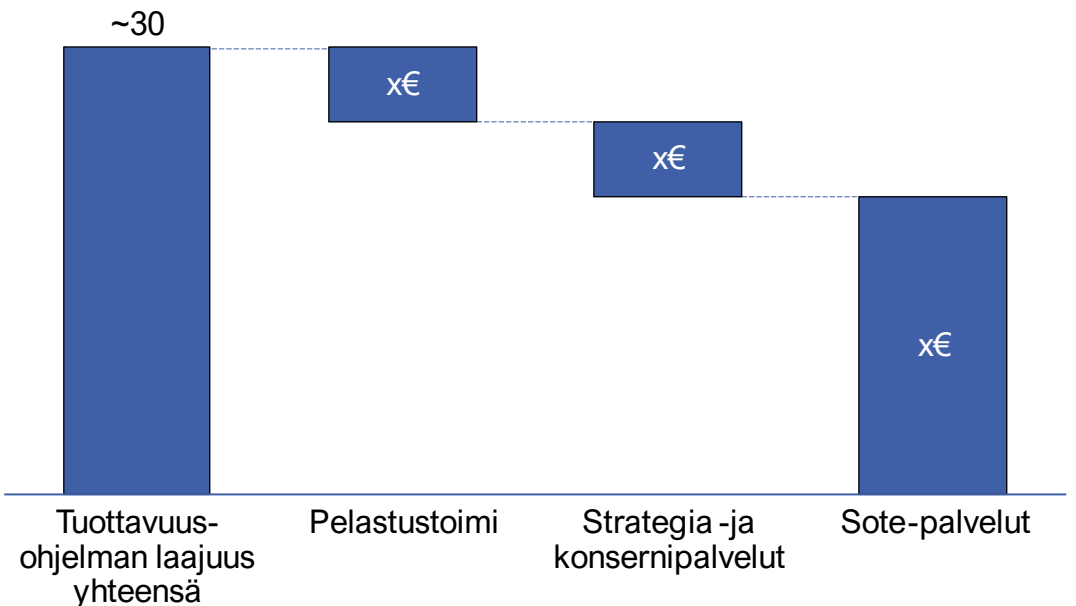 ~30
x€
x€
x€
Tuottavuus-
ohjelman laajuus
yhteensä
Pelastustoimi
Strategia -ja
konsernipalvelut
Sote-palvelut